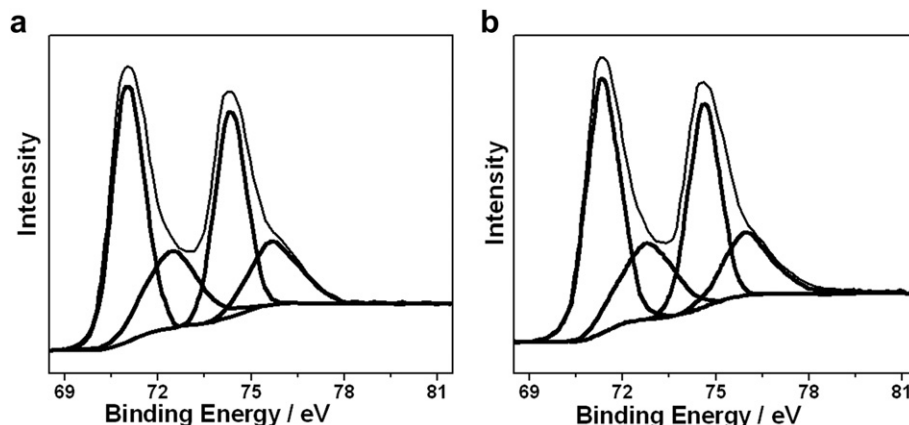 a
b
Intensity
Intensity
69 72 75 78 81
69 72 75 78 81
Binding Energy / eV
Binding Energy / eV